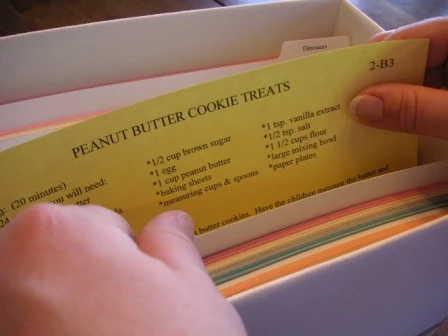 Dinosaurs
2-B3
PEANUT BUTTER COOKIE TREATS
(20 minutes)
you will need:
*1/2 cup brown sugar
*1 egg
*1 cup peanut butter
*baking sheets
*measuring cups & spoons
*1 tsp. vanilla extract
*1/2 tsp. salt
*1 1/2 cups flour
*large mixing bowl
*paper plates
butter cookies. Have the children measure the butter and